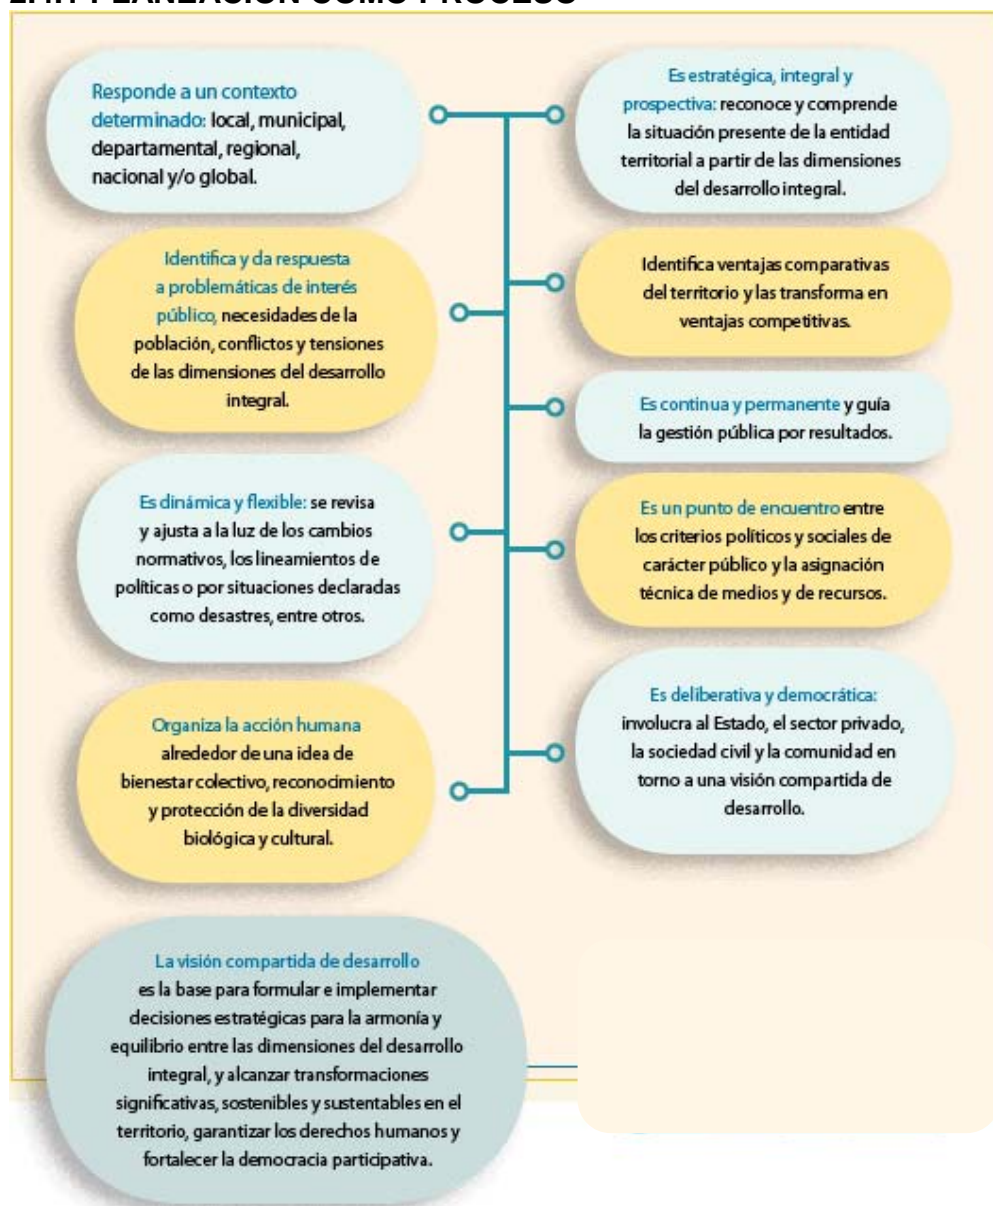 Responde a un contexto
determinado: local, municipal,
departamental, regional,
nacional y/o global.
Identifica y da respuesta
a problemáticas de interés
público, necesidades de la
población, conflictos y tensiones
de las dimensiones del desarrollo
integral.
Es dinámica y flexible: se revisa
y ajusta a la luz de los cambios
normativos, los lineamientos de
políticas o por situaciones declaradas
como desastres, entre otros.
Organiza la acción humana
alrededor de una idea de
bienestar colectivo, reconocimiento
y protección de la diversidad
biológica y cultural.
Es estratégica, integral y
prospectiva: reconoce y comprende
la situación presente de la entidad
territorial a partir de las dimensiones
del desarrollo integral.
Identifica ventajas comparativas
del territorio y las transforma en
ventajas competitivas.
Es continua y permanente y guía
la gestión pública por resultados.
Es un punto de encuentro entre
los criterios políticos y sociales de
carácter público y la asignación
técnica de medios y de recursos.
Es deliberativa y democrática:
involucra al Estado, el sector privado,
la sociedad civil y la comunidad en
torno a una visión compartida de
desarrollo.
La visión compartida de desarrollo
es la base para formular e implementar
decisiones estratégicas para la armonía y
equilibrio entre las dimensiones del desarrollo
integral, y alcanzar transformaciones
significativas, sostenibles y sustentables en el
territorio, garantizar los derechos humanos y
fortalecer la democracia participativa.